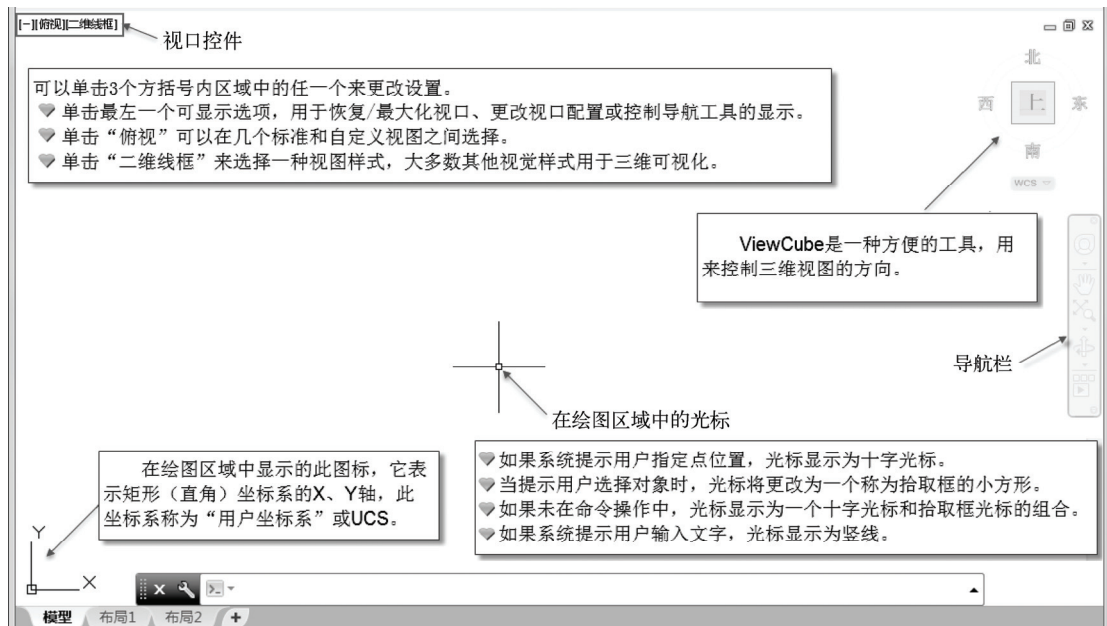 [−][俯视][二维线框]
视口控件
可以单击3个方括号内区域中的任一个来更改设置。
单击最左一个可显示选项，用于恢复/最大化视口、更改视口配置或控制导航工具的显示。
单击“俯视”可以在几个标准和自定义视图之间选择。
单击“二维线框”来选择一种视图样式，大多数其他视觉样式用于三维可视化。
北
西
上
东
南
WCS
ViewCube是一种方便的工具，用
来控制三维视图的方向。
导航栏
在绘图区域中的光标
如果系统提示用户指定点位置，光标显示为十字光标。
当提示用户选择对象时，光标将更改为一个称为拾取框的小方形。
如果未在命令操作中，光标显示为一个十字光标和拾取框光标的组合。
如果系统提示用户输入文字，光标显示为竖线。
在绘图区域中显示的此图标，它表
示矩形（直角）坐标系的X、Y轴，此
坐标系称为“用户坐标系”或UCS。
Y
X
模型 布局1 布局2 +